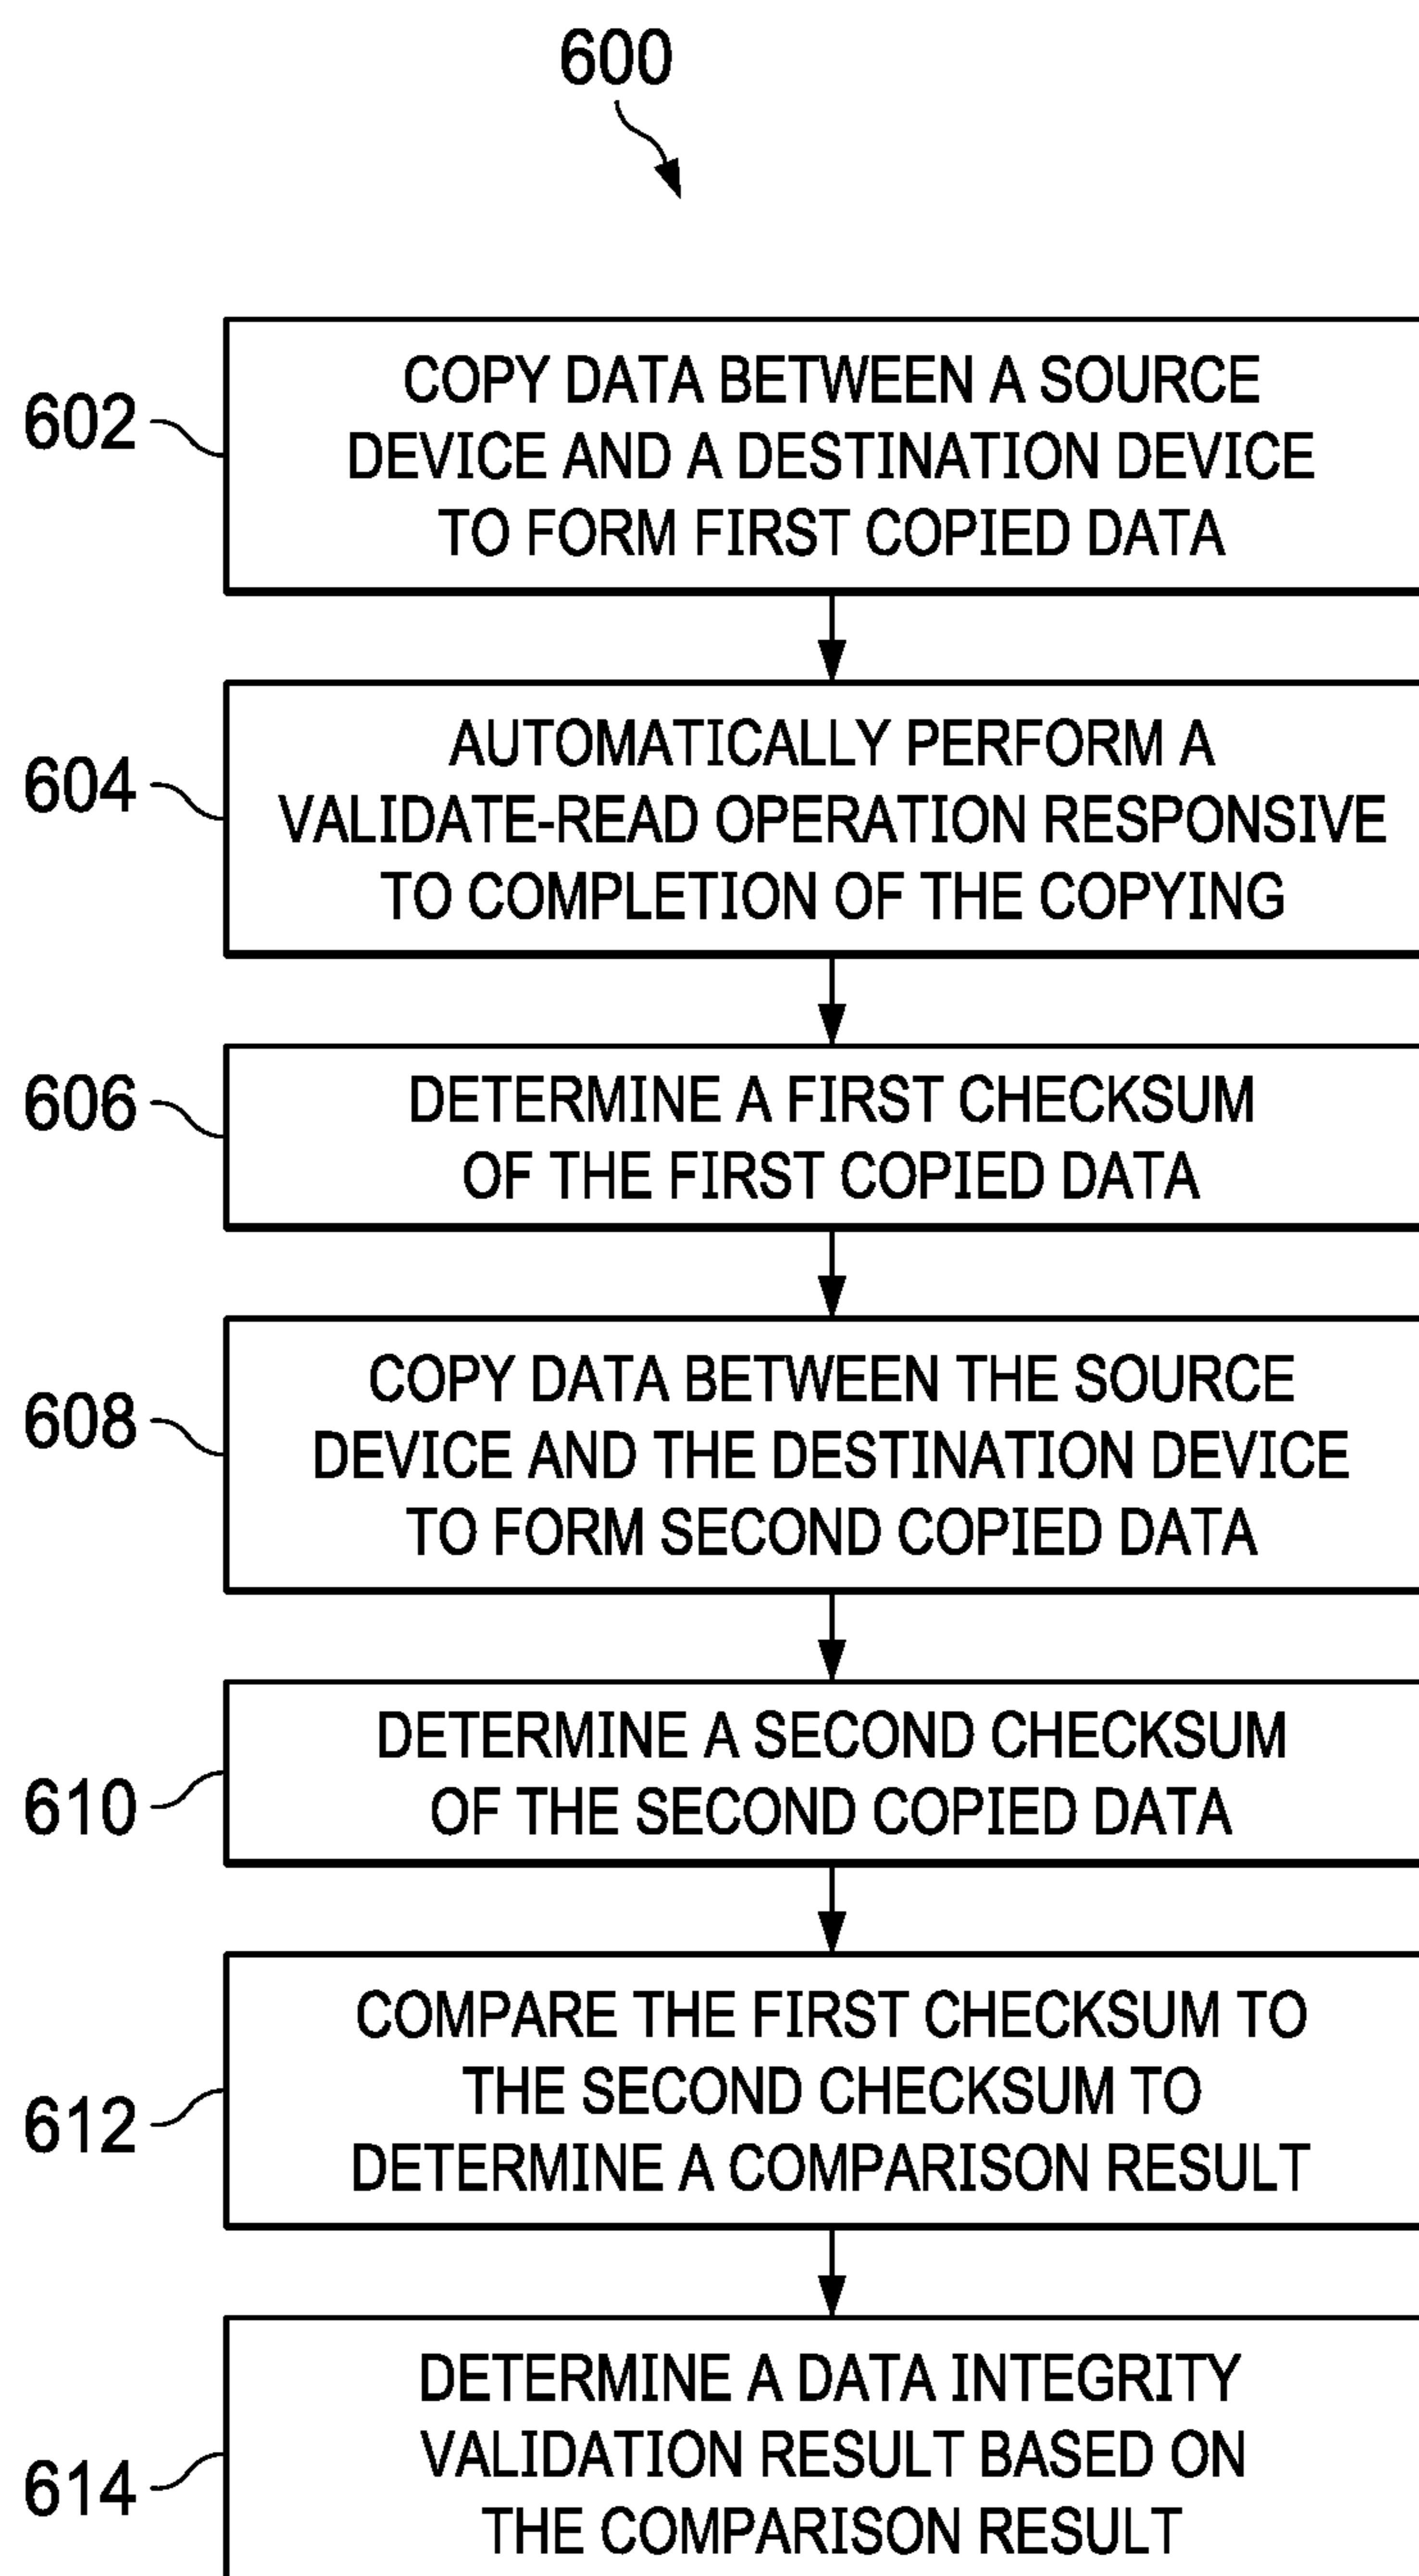 600
602
COPY DATA BETWEEN A SOURCE
DEVICE AND A DESTINATION DEVICE
TO FORM FIRST COPIED DATA
604
AUTOMATICALLY PERFORM A
VALIDATE-READ OPERATION RESPONSIVE
TO COMPLETION OF THE COPYING
606
DETERMINE A FIRST CHECKSUM
OF THE FIRST COPIED DATA
608
COPY DATA BETWEEN THE SOURCE
DEVICE AND THE DESTINATION DEVICE
TO FORM SECOND COPIED DATA
610
DETERMINE A SECOND CHECKSUM
OF THE SECOND COPIED DATA
612
COMPARE THE FIRST CHECKSUM TO
THE SECOND CHECKSUM TO
DETERMINE A COMPARISON RESULT
614
DETERMINE A DATA INTEGRITY
VALIDATION RESULT BASED ON
THE COMPARISON RESULT